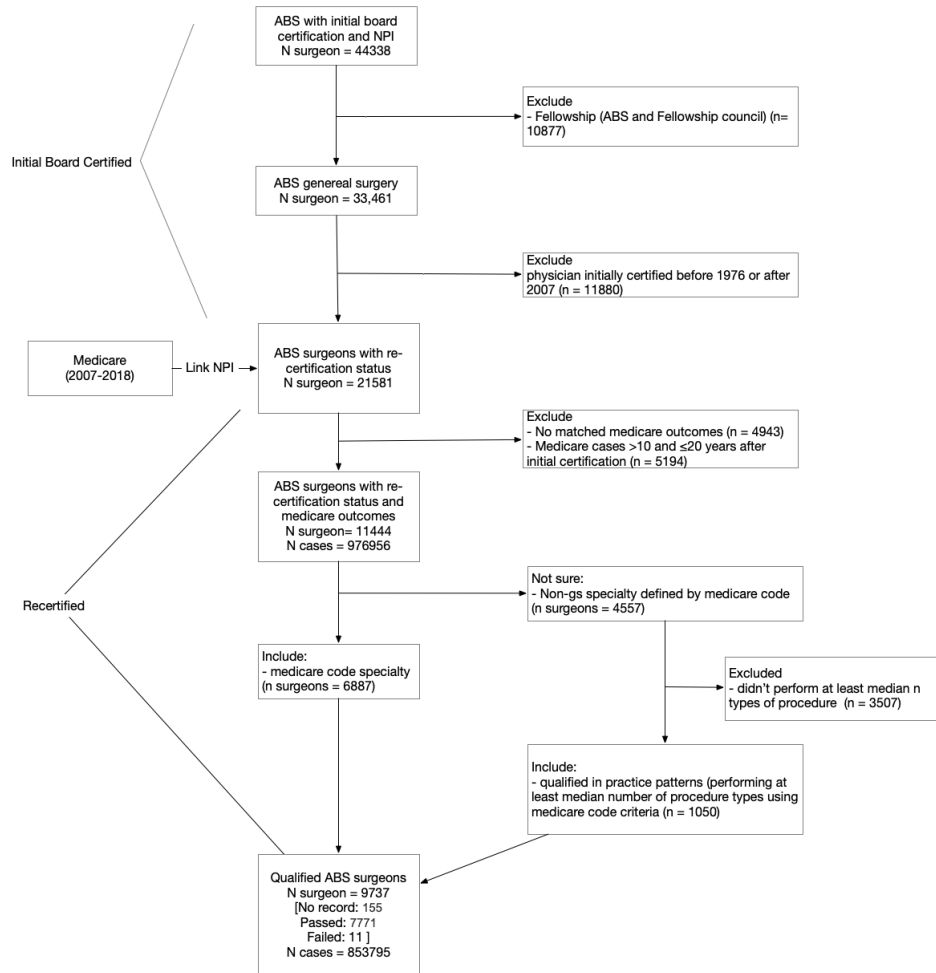 ABS with initial board
certification and NPI
N surgeon = 44338
Exclude
- Fellowship (ABS and Fellowship council) (n=
10877)
Initial Board Certified
ABS genereal surgery
N surgeon = 33,461
Exclude
physician initially certified before 1976 or after
2007 (n = 11880)
Medicare
(2007-2018)
Link NPI
ABS surgeons with re-
certification status
N surgeon = 21581
Exclude
- No matched medicare outcomes (n = 4943)
- Medicare cases >10 and ≤20 years after
initial certification (n = 5194)
ABS surgeons with re-
certification status and
medicare outcomes
N surgeon= 11444
N cases = 976956
Recertified
Not sure:
- Non-gs specialty defined by medicare code
(n surgeons = 4557)
Include:
- medicare code specialty
(n surgeons = 6887)
Excluded
- didn't perform at least median n
types of procedure (n = 3507)
Include:
- qualified in practice patterns (performing at
least median number of procedure types using
medicare code criteria (n = 1050)
Qualified ABS surgeons
N surgeon = 9737
[No record: 155
Passed: 7771
Failed: 11 ]
N cases = 853795